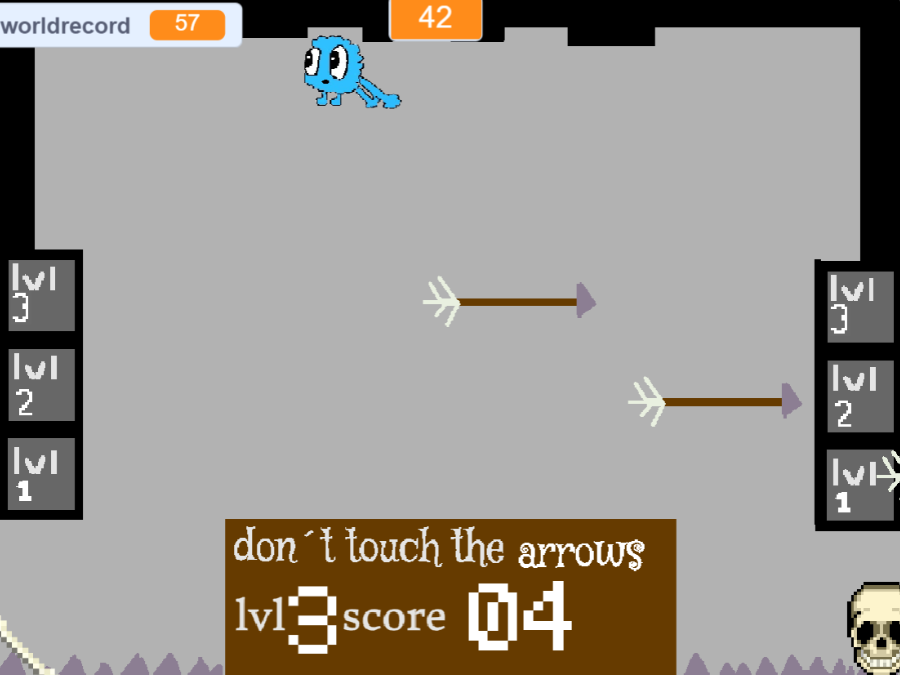 worldrecord 57
42
lvl
3
lvl
2
lvl
1
lvl
3
lvl
2
lvl
1
don´t touch the arrows
lvl3score 04